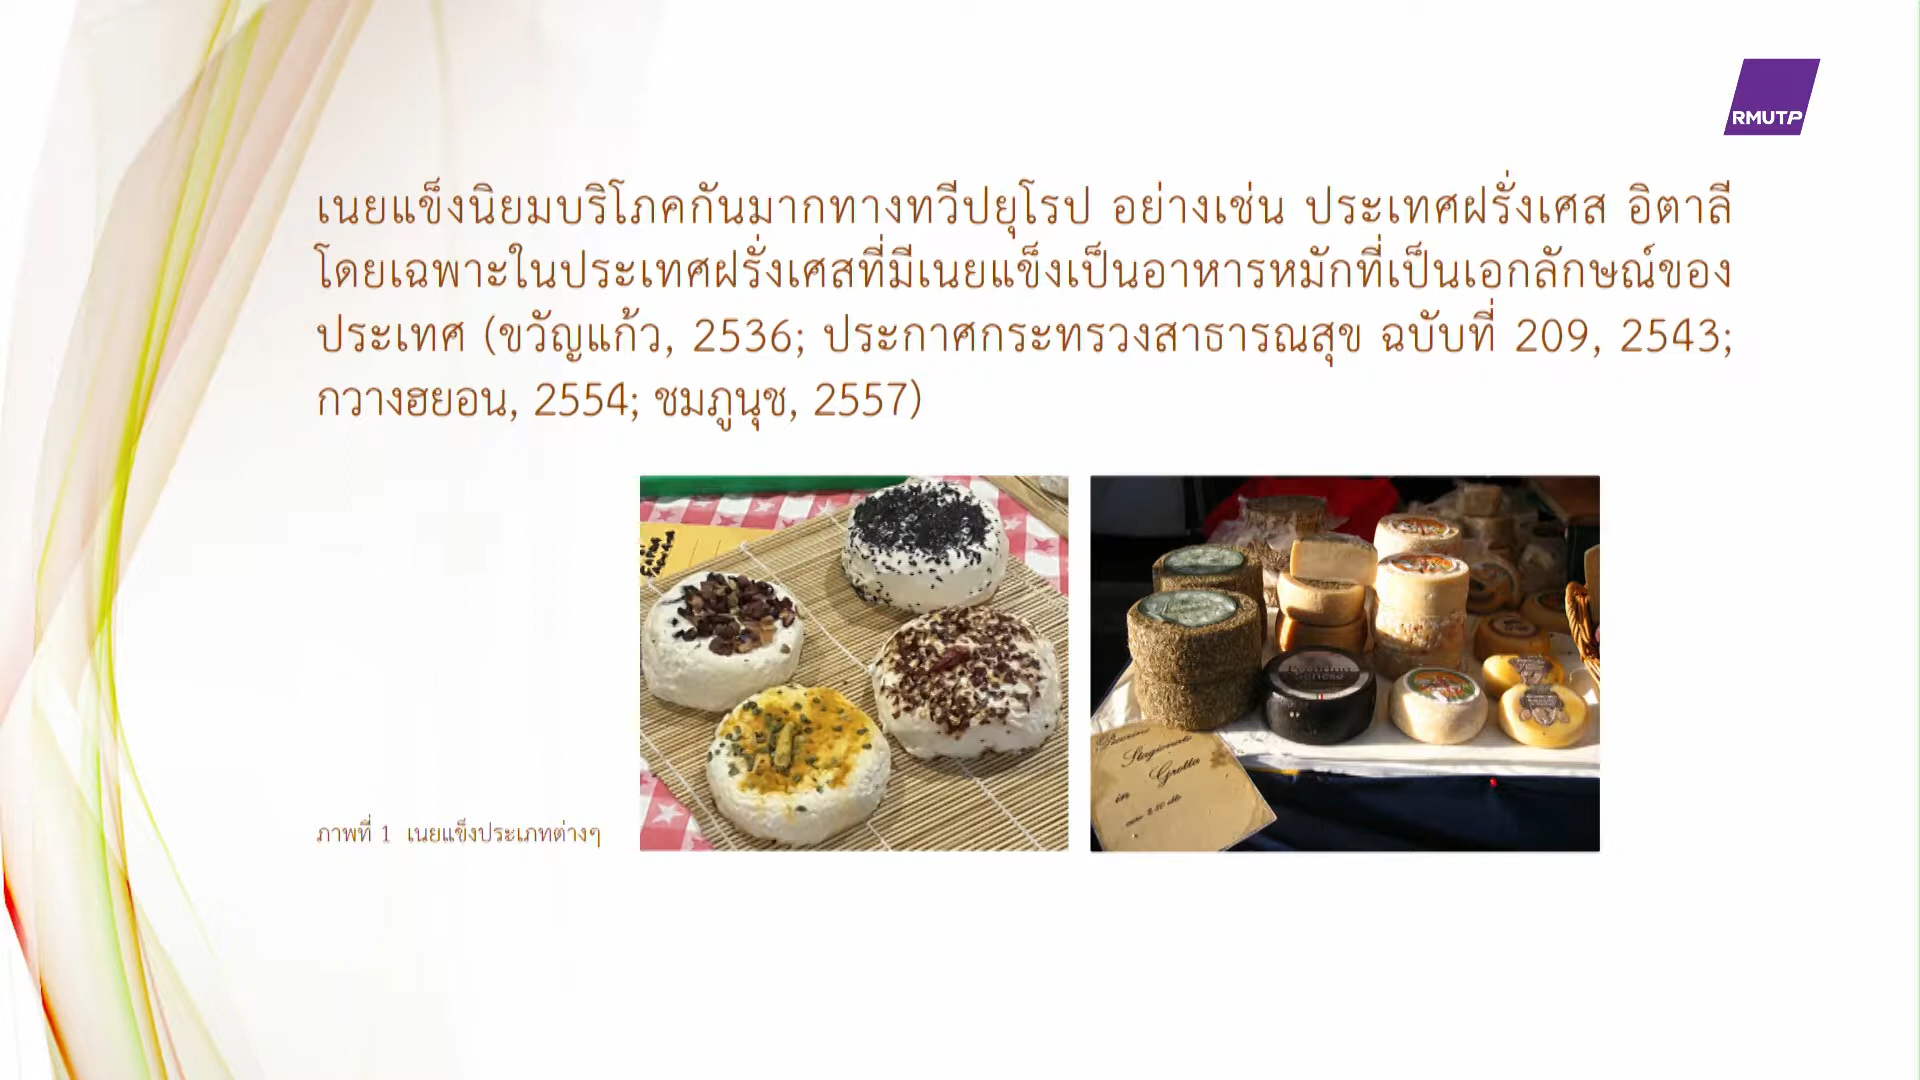 RMUTP
เนยแข็งนิยมบริโภคกันมากทางทวีปยุโรป อย่างเช่น ประเทศฝรั่งเศส อิตาลี
โดยเฉพาะในประเทศฝรั่งเศสที่มีเนยแข็งเป็นอาหารหมักที่เป็นเอกลักษณ์ของ
ประเทศ (ขวัญแก้ว, 2536; ประกาศกระทรวงสาธารณสุข ฉบับที่ 209, 2543;
กวางฮยอน, 2554; ชมภูนุช, 2557)
Stagionato
in Grotta
ภาพที่ 1 เนยแข็งประเภทต่างๆ